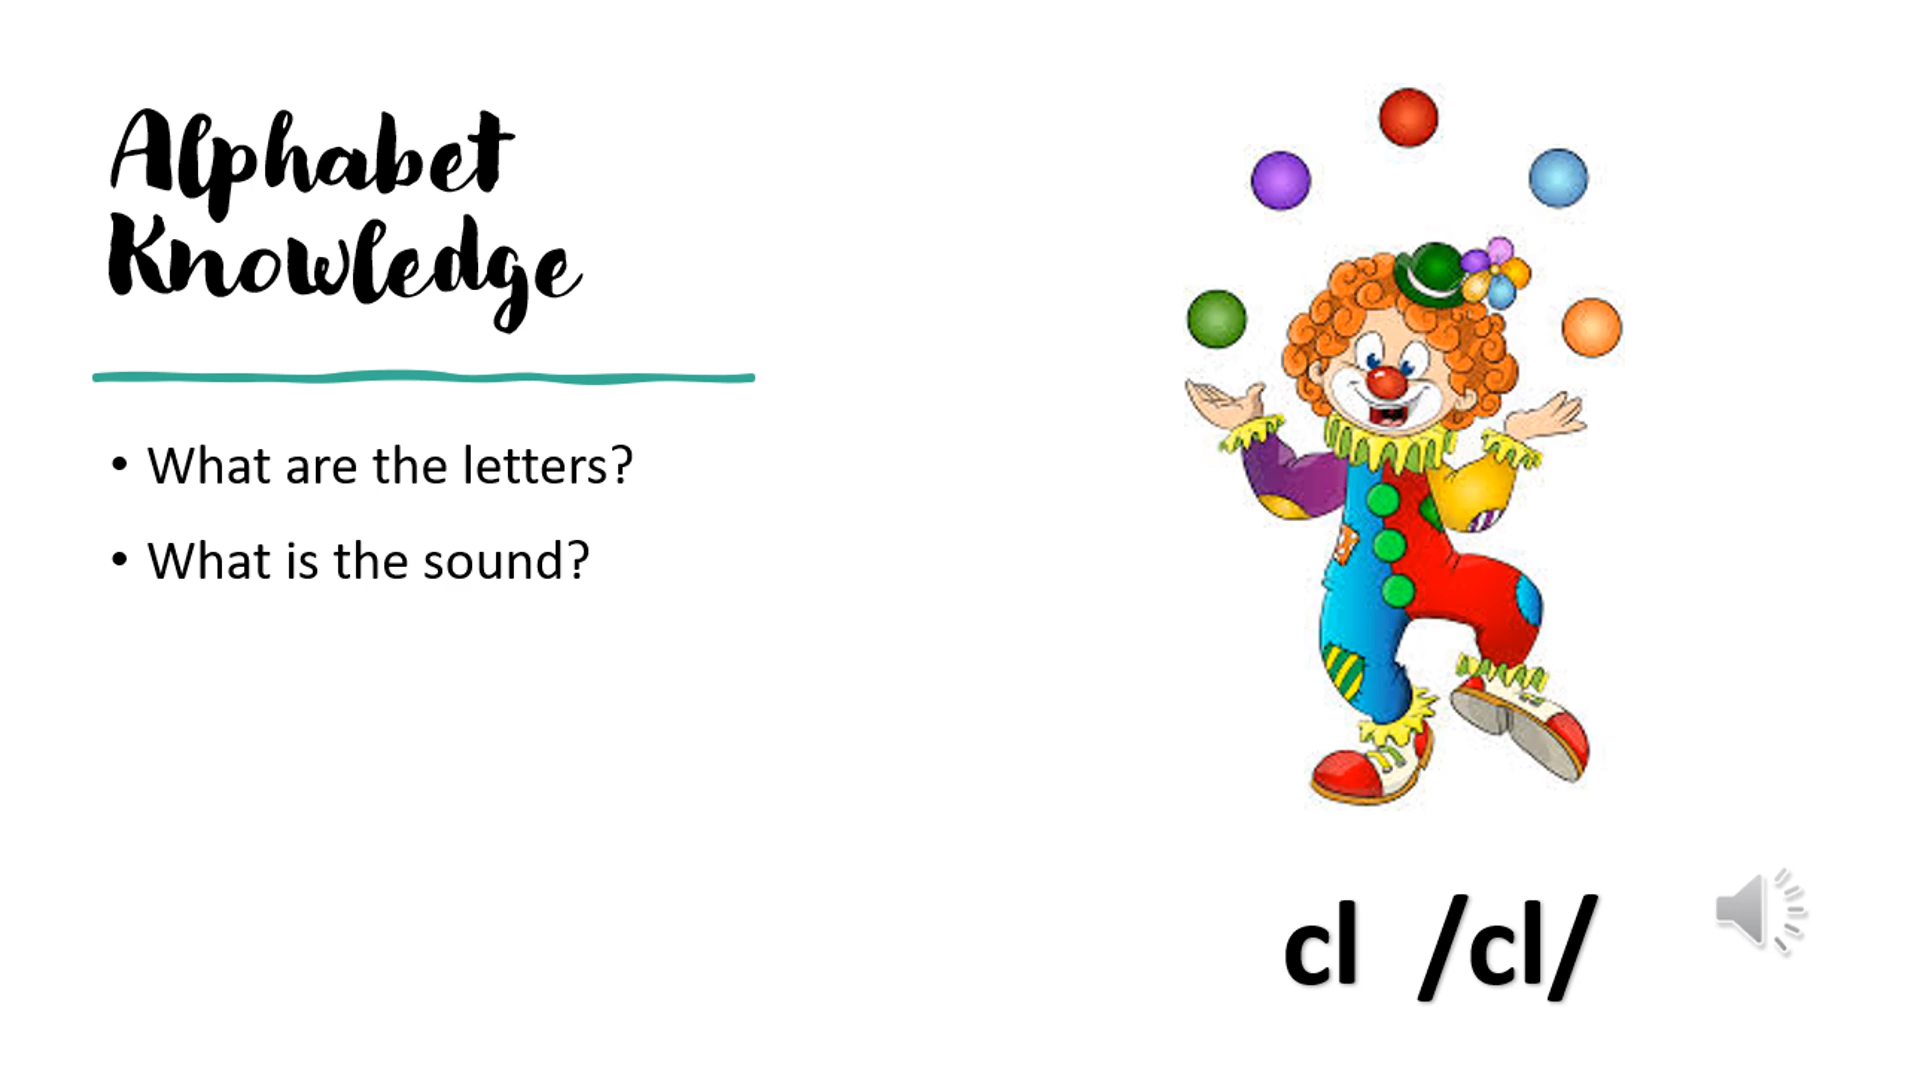 Alphabet
Knowledge
• What are the letters?
• What is the sound?
cl /cl/